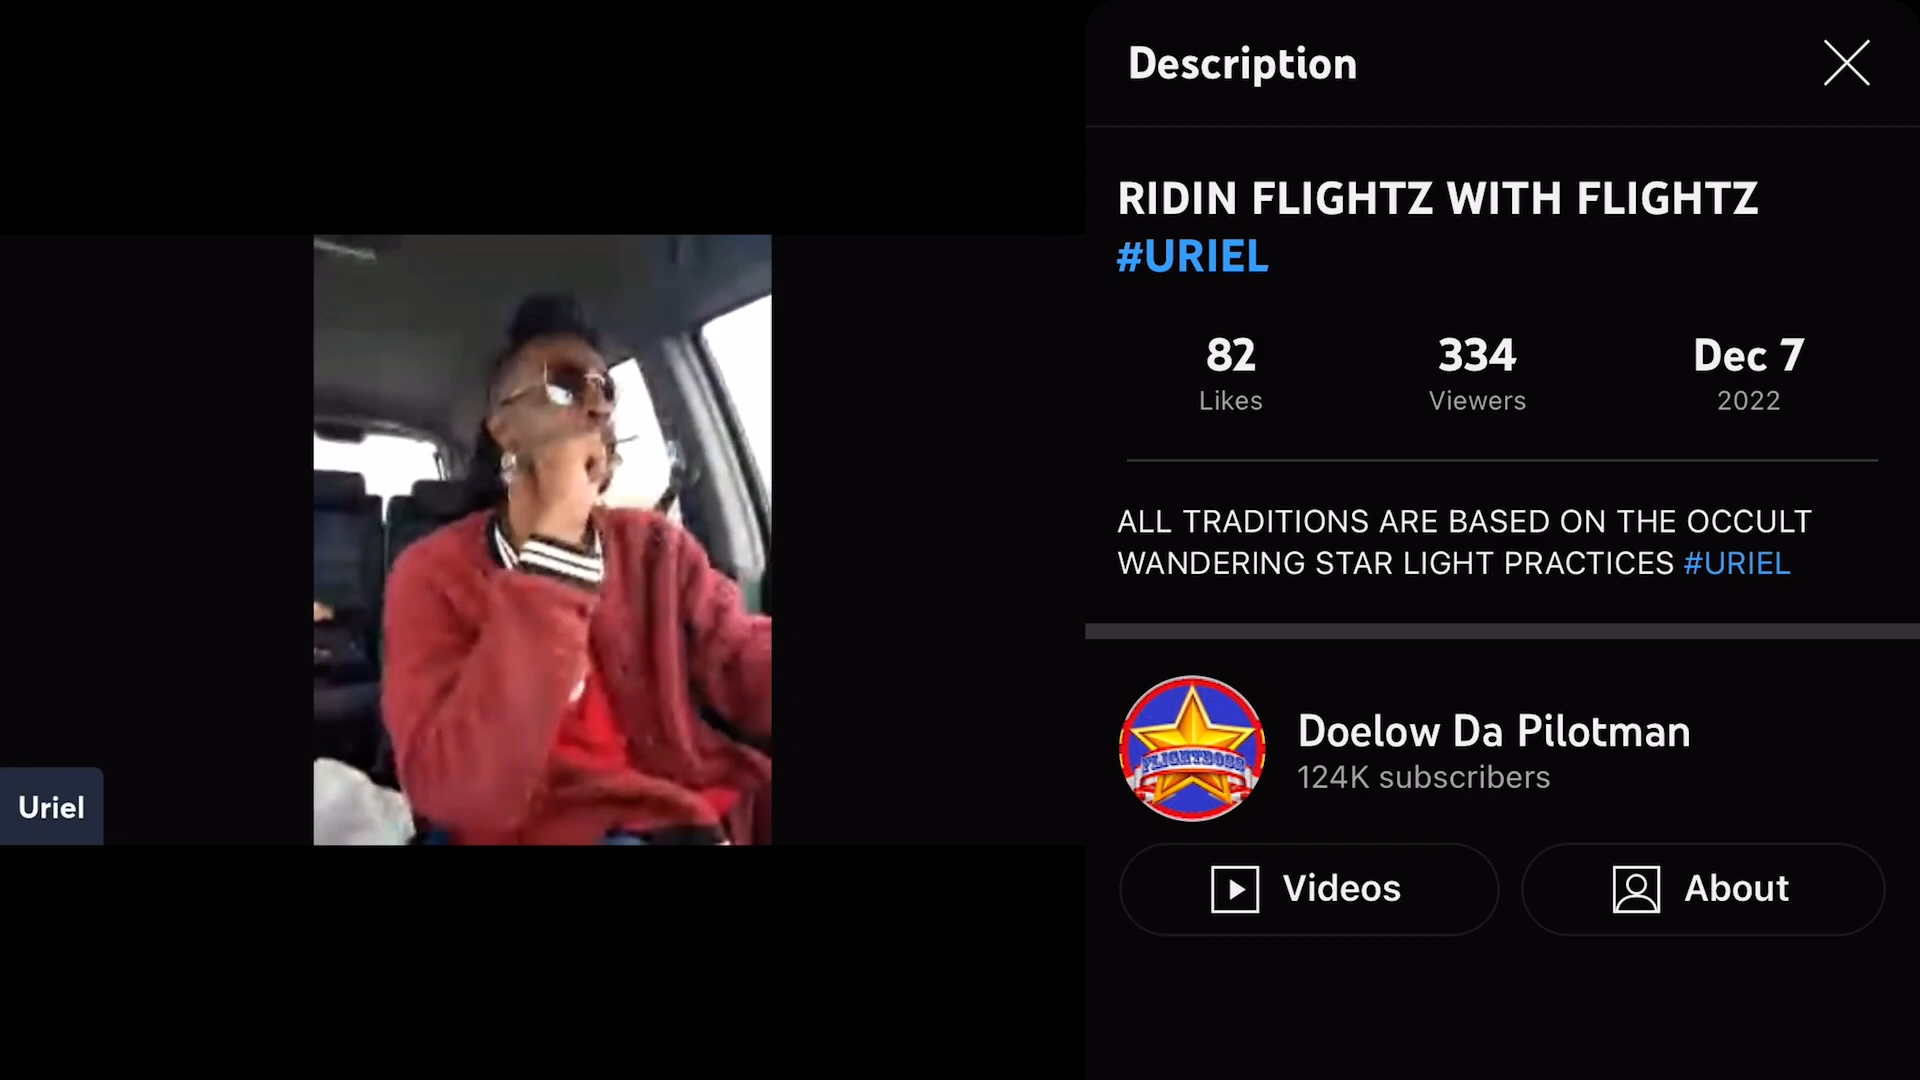 Description
RIDIN FLIGHTZ WITH FLIGHTZ
#URIEL
82
Likes
334
Viewers
Dec 7
2022
ALL TRADITIONS ARE BASED ON THE OCCULT
WANDERING STAR LIGHT PRACTICES #URIEL
FLIGHTBOSS
Doelow Da Pilotman
124K subscribers
Videos
About
Uriel